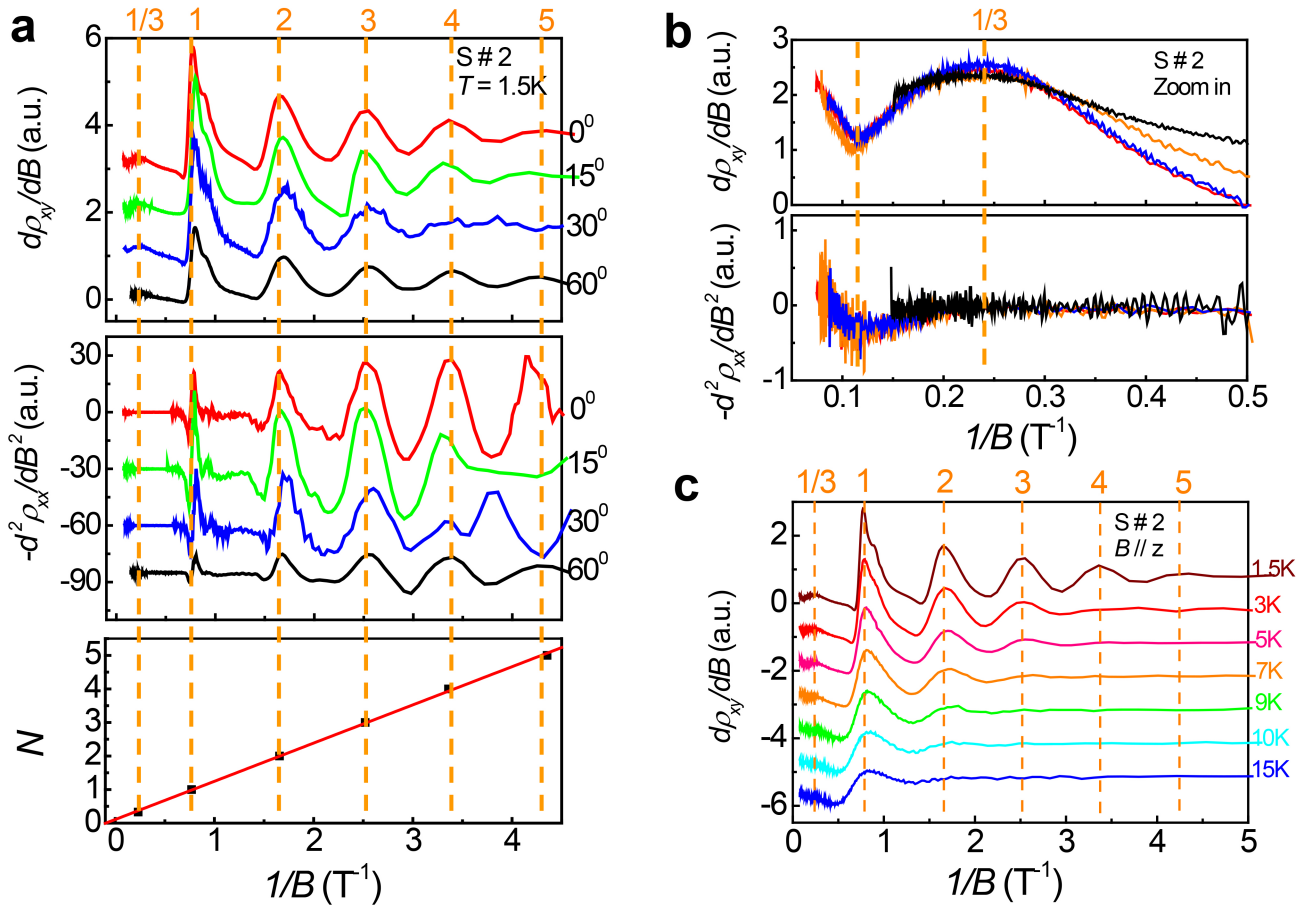 a
1/3 1 2 3 4 5
6
4
2
0
dρxy/dB (a.u.)
S # 2
T = 1.5K
0⁰
15⁰
30⁰
60⁰
30
0
-30
-60
-90
-d²ρxx/dB² (a.u.)
0⁰
15⁰
30⁰
60⁰
5
4
3
2
1
0
N
0 1 2 3 4
1/B (T⁻¹)
b
1/3
3
2
1
0
dρxy/dB (a.u.)
S # 2
Zoom in
1
0
-1
-d²ρxx/dB² (a.u.)
0.1 0.2 0.3 0.4 0.5
1/B (T⁻¹)
c
1/3 1 2 3 4 5
2
0
-2
-4
-6
dρxy/dB (a.u.)
S # 2
B // z
1.5K
3K
5K
7K
9K
10K
15K
0 1 2 3 4 5
1/B (T⁻¹)